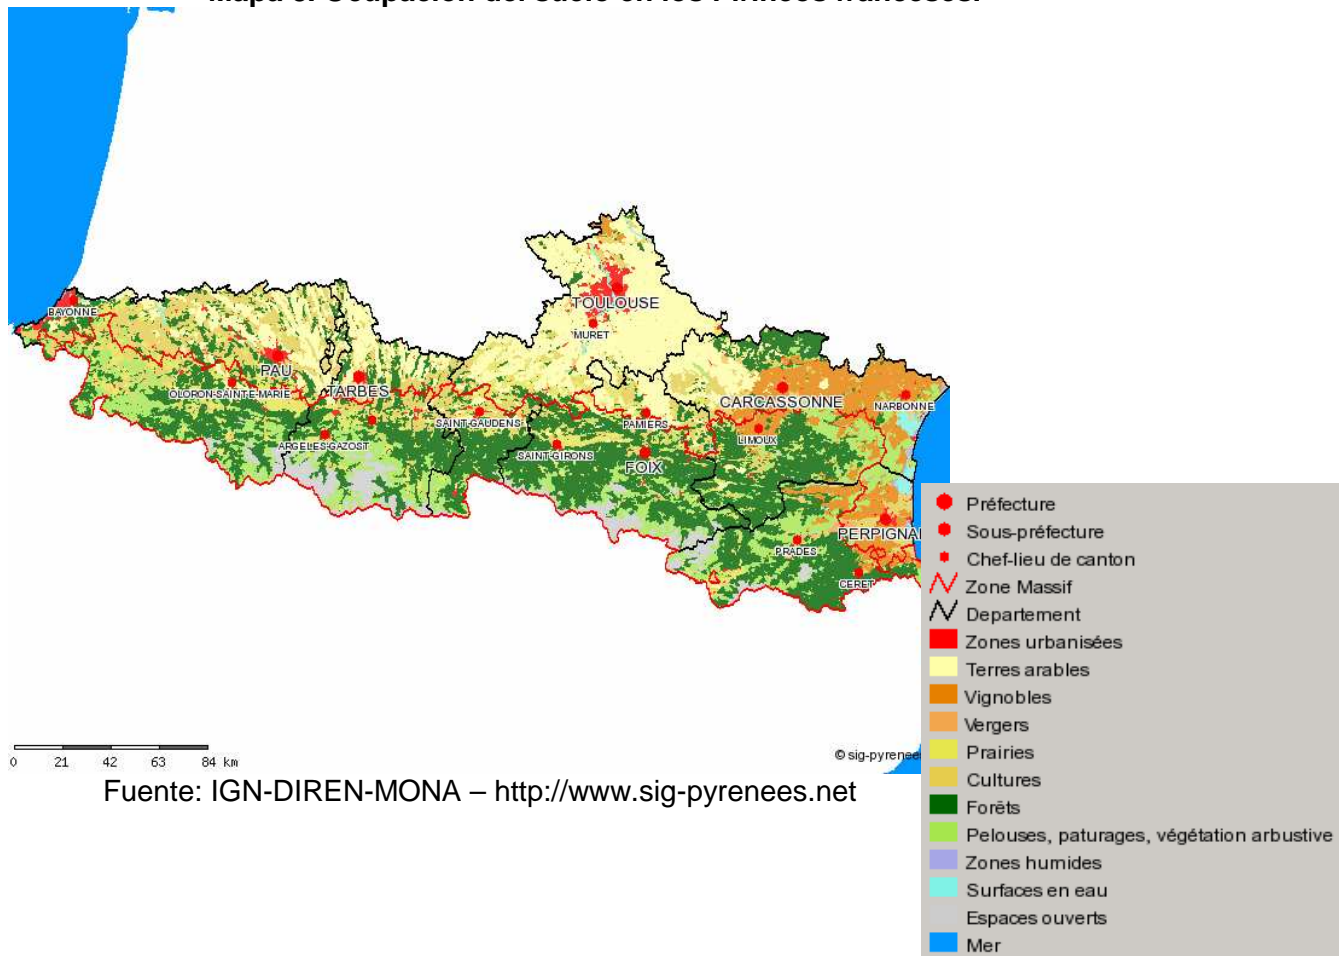 BAYONNE
TOULOUSE
MURET
PAU
OLORON-SAINTE-MARIE
TARBES
CARCASSONNE
NARBONNE
SAINT-GAUDENS
PAMIERS
LIMOUX
ARGELES-GAZOST
SAINT-GIRONS
FOIX
PERPIGNA
PRADES
CERET
Préfecture
Sous-préfecture
Chef-lieu de canton
Zone Massif
Departement
Zones urbanisées
Terres arables
Vignobles
Vergers
Prairies
Cultures
Forêts
Pelouses, paturages, végétation arbustive
Zones humides
Surfaces en eau
Espaces ouverts
Mer
0 21 42 63 84 km
© sig-pyrenee
Fuente: IGN-DIREN-MONA – http://www.sig-pyrenees.net